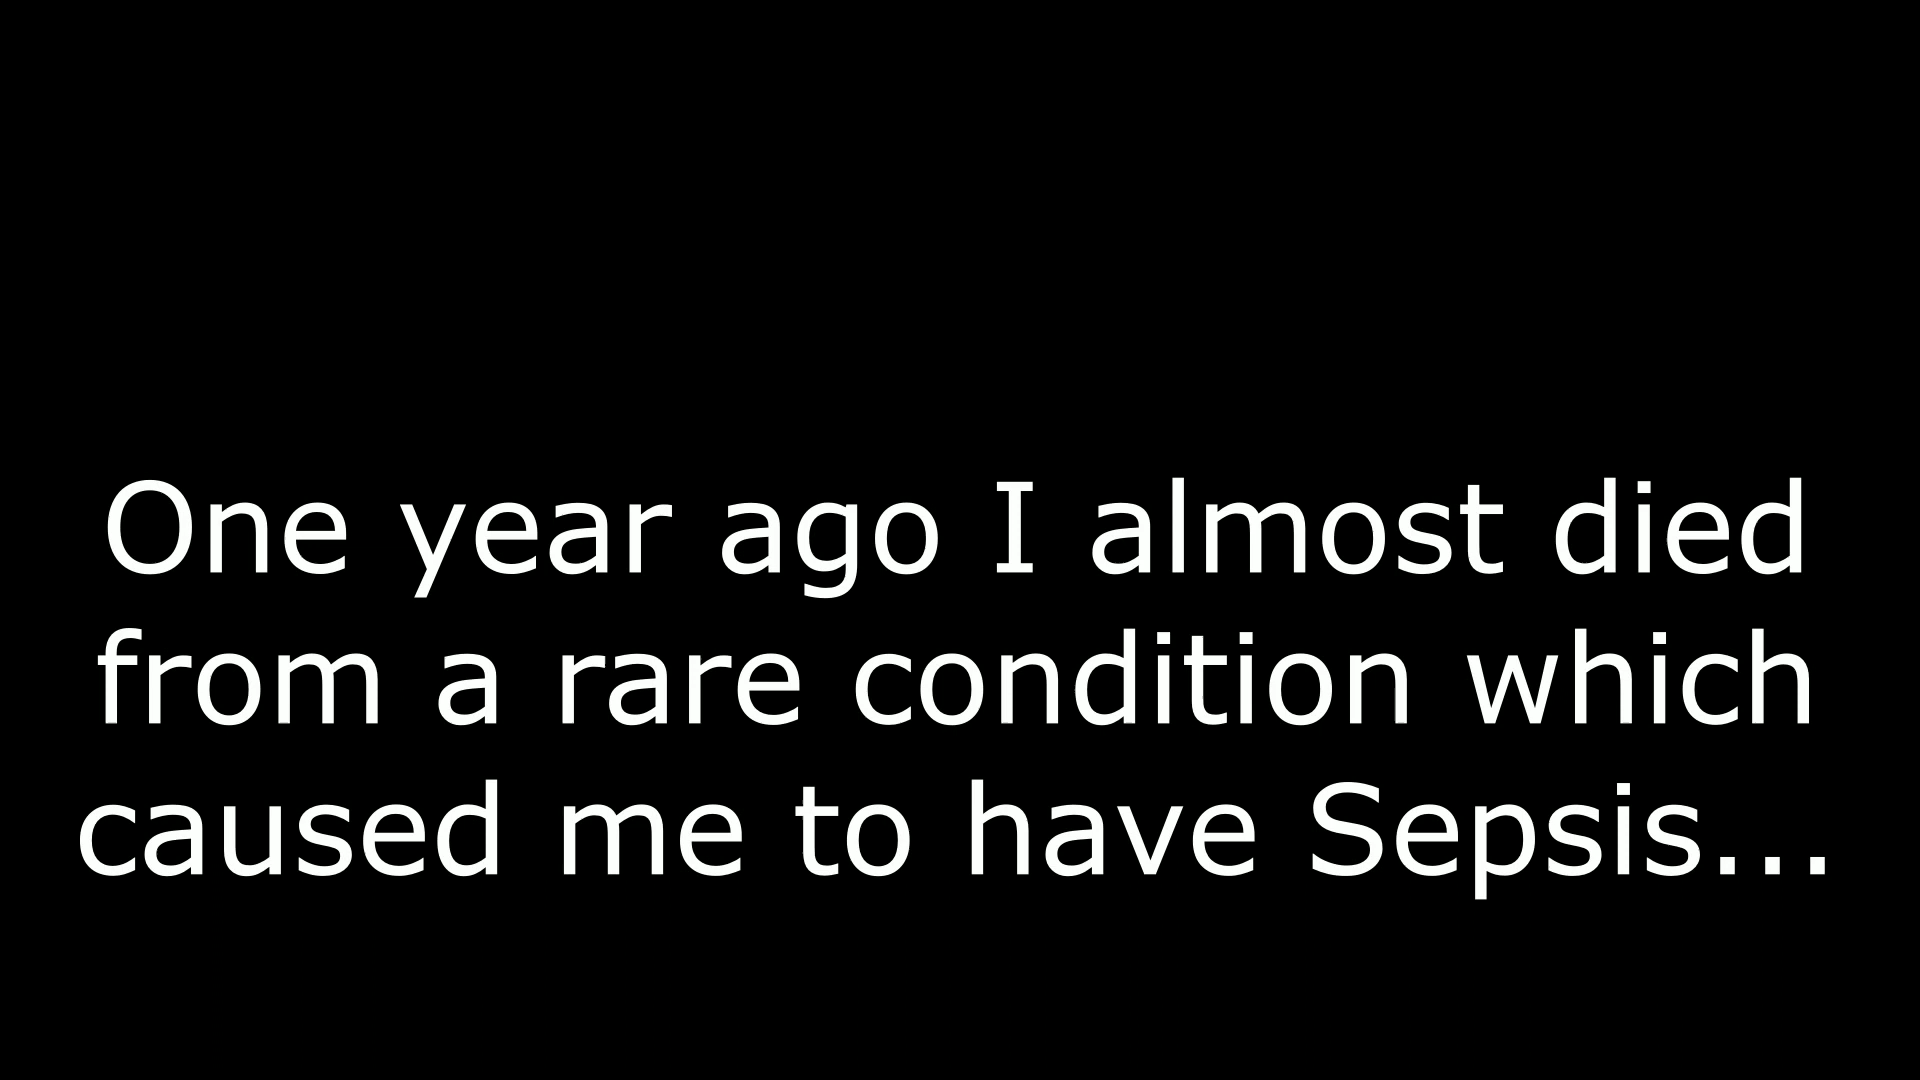 One year ago I almost died
from a rare condition which
caused me to have Sepsis...